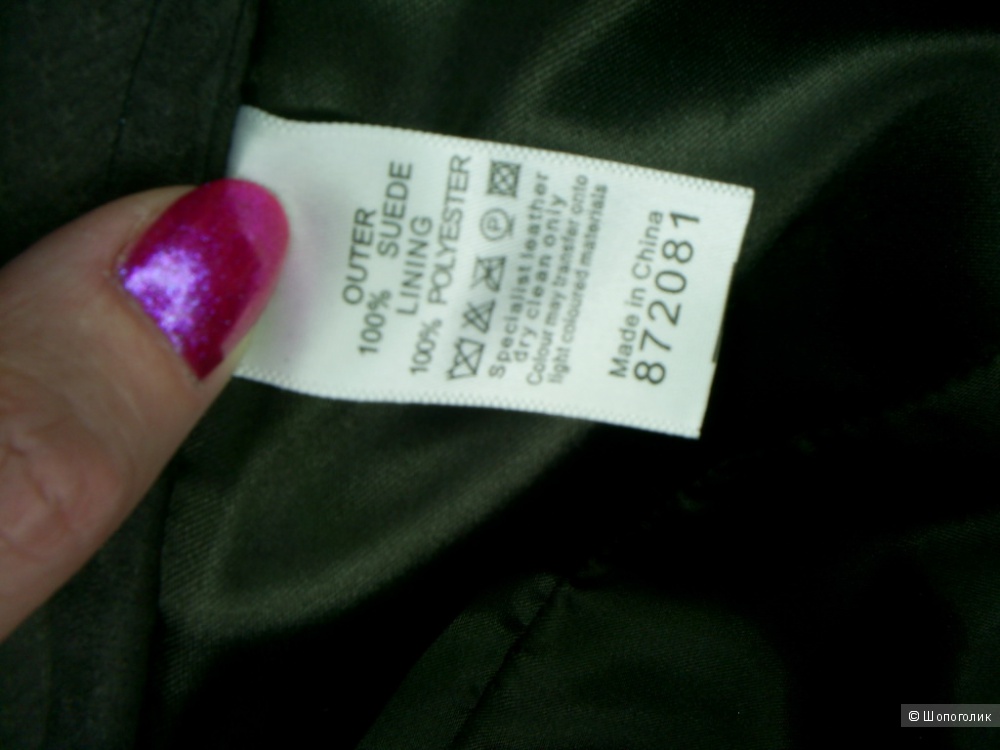 OUTER
100% SUEDE
LINING
100% POLYESTER
P
Specialist leather
dry clean only
Colour may transfer onto
light coloured materials
Made in China
872081
© Шопоголик